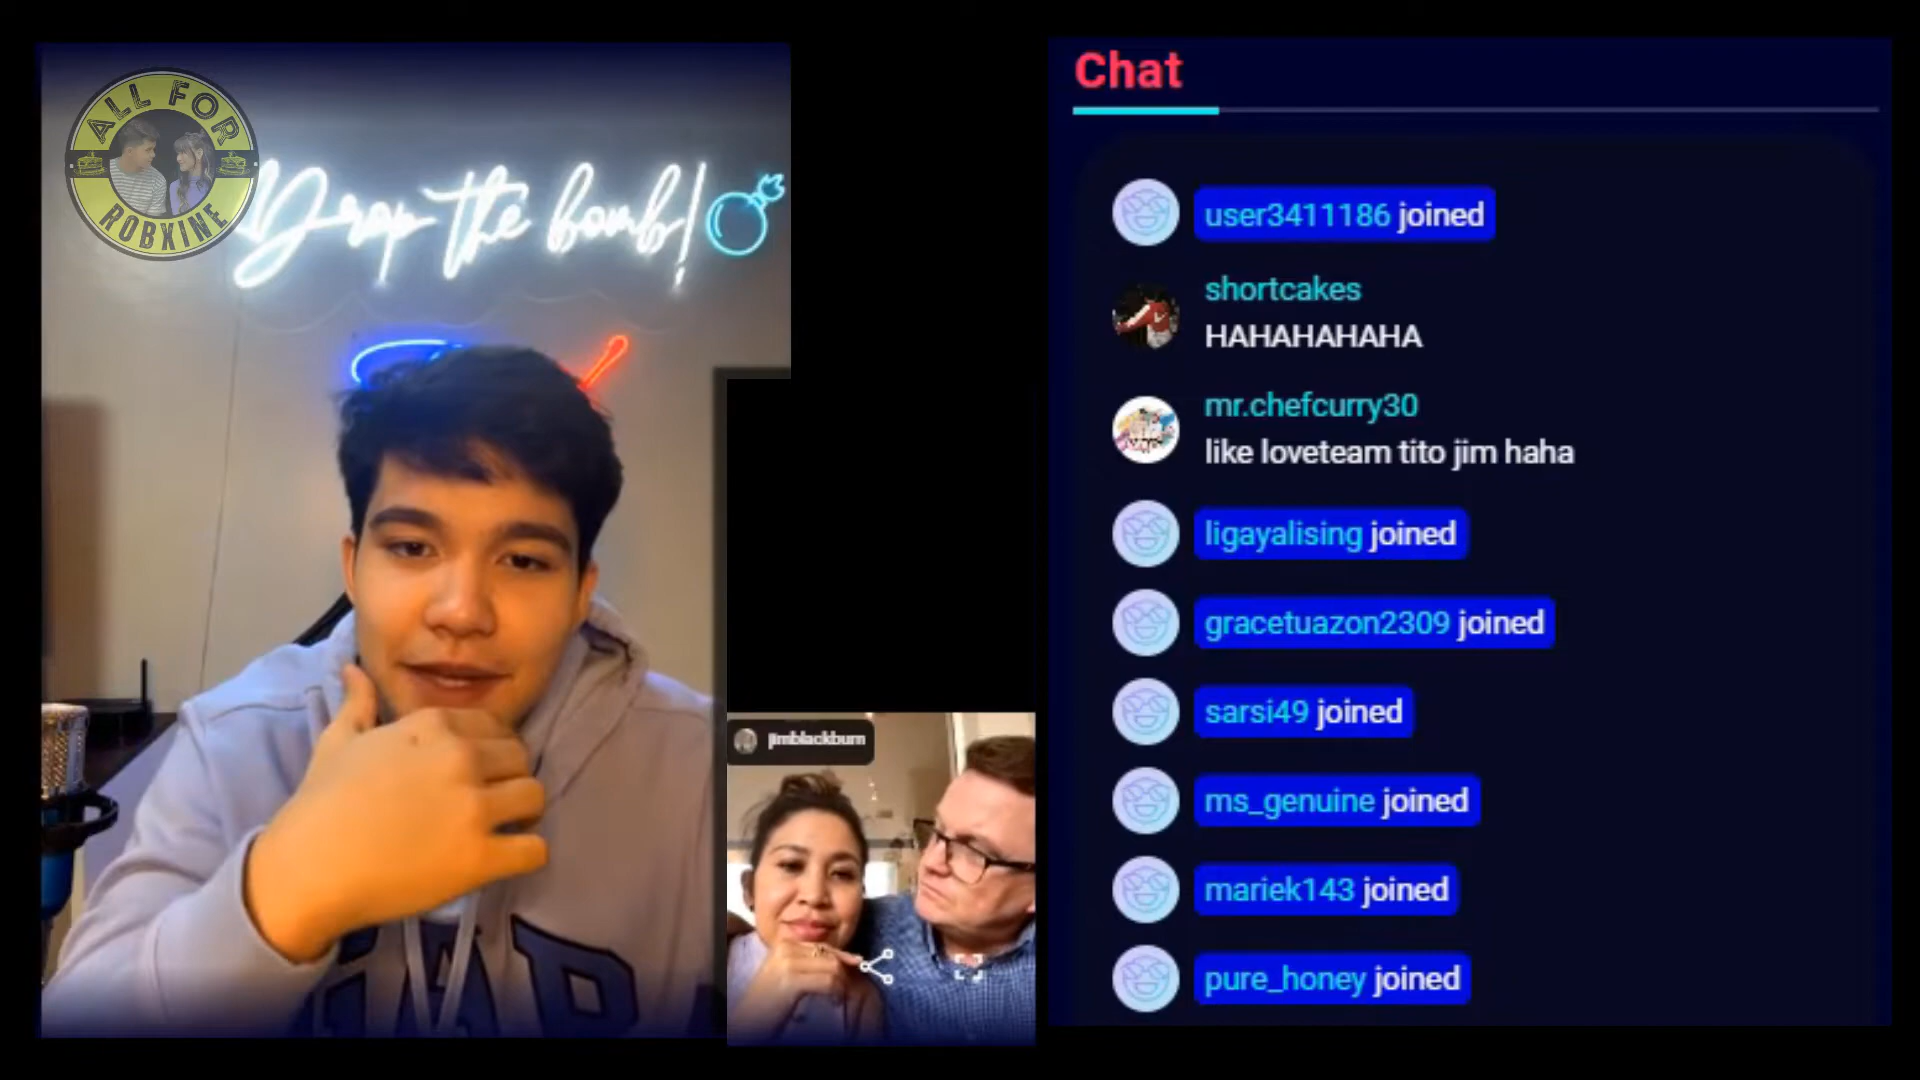 ALL FOR
ROBXINE
Drop the bomb!
GAP
jimblackburn
Chat
user3411186 joined
shortcakes
HAHAHAHAHA
mr.chefcurry30
like loveteam tito jim haha
ligayalising joined
gracetuazon2309 joined
sarsi49 joined
ms_genuine joined
mariek143 joined
pure_honey joined